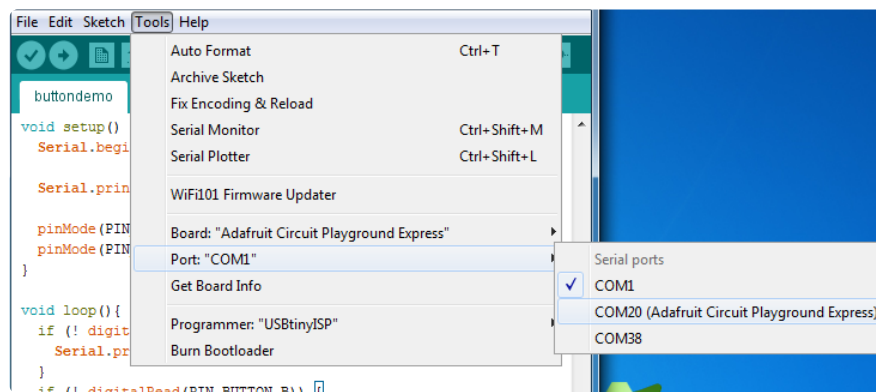 File Edit Sketch Tools Help
Auto Format Ctrl+T
Archive Sketch
Fix Encoding & Reload
Serial Monitor Ctrl+Shift+M
Serial Plotter Ctrl+Shift+L
WiFi101 Firmware Updater
Board: "Adafruit Circuit Playground Express"
Port: "COM1"
Get Board Info
Programmer: "USBtinyISP"
Burn Bootloader
Serial ports
COM1
COM20 (Adafruit Circuit Playground Express)
COM38
buttondemo
void setup()
Serial.begi
Serial.prin
pinMode(PIN
pinMode(PIN
}
void loop(){
if (! digit
Serial.pr
}
if (! digitalRead(PIN_BUTTON_B)) {